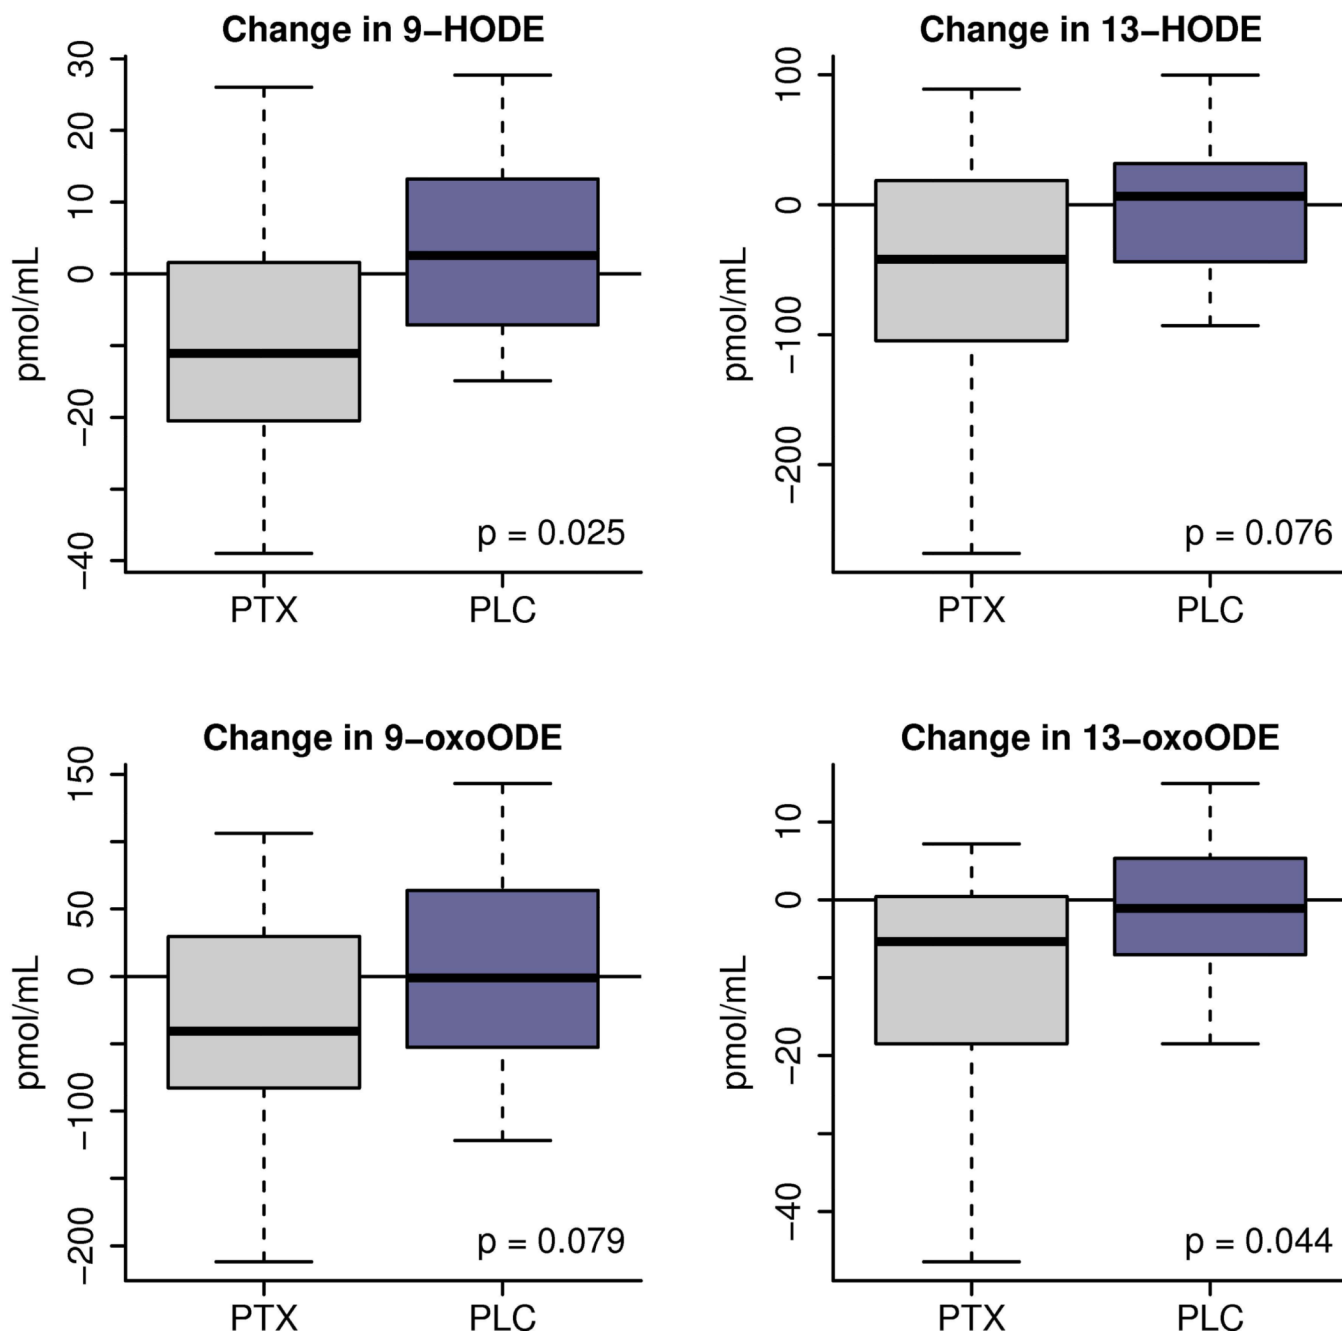 Change in 9−HODE
30
20
10
0
−20
−40
pmol/mL
p = 0.025
PTX
PLC
Change in 13−HODE
100
0
−100
−200
pmol/mL
p = 0.076
PTX
PLC
Change in 9−oxoODE
150
50
0
−100
−200
pmol/mL
p = 0.079
PTX
PLC
Change in 13−oxoODE
10
0
−20
−40
pmol/mL
p = 0.044
PTX
PLC